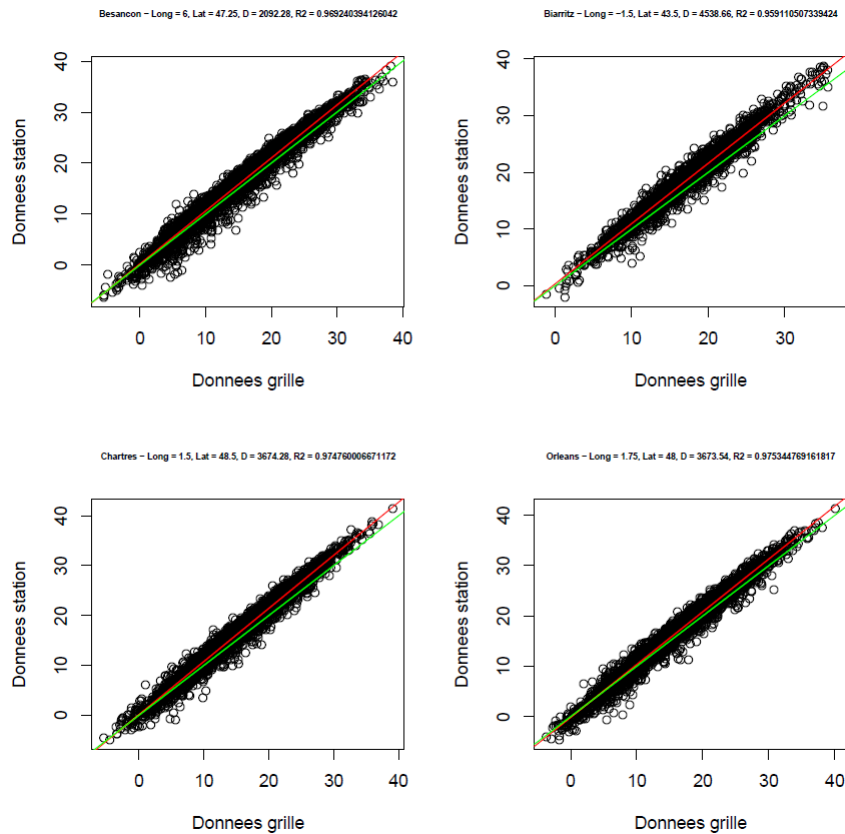 Besancon − Long = 6, Lat = 47.25, D = 2092.28, R2 = 0.969240394126042
Donnees station
40
30
20
10
0
0 10 20 30 40
Donnees grille
Biarritz − Long = −1.5, Lat = 43.5, D = 4538.66, R2 = 0.959110507339424
Donnees station
40
30
20
10
0
0 10 20 30
Donnees grille
Chartres − Long = 1.5, Lat = 48.5, D = 3674.28, R2 = 0.974760006671172
Donnees station
40
30
20
10
0
0 10 20 30 40
Donnees grille
Orleans − Long = 1.75, Lat = 48, D = 3673.54, R2 = 0.975344769161817
Donnees station
40
30
20
10
0
0 10 20 30 40
Donnees grille